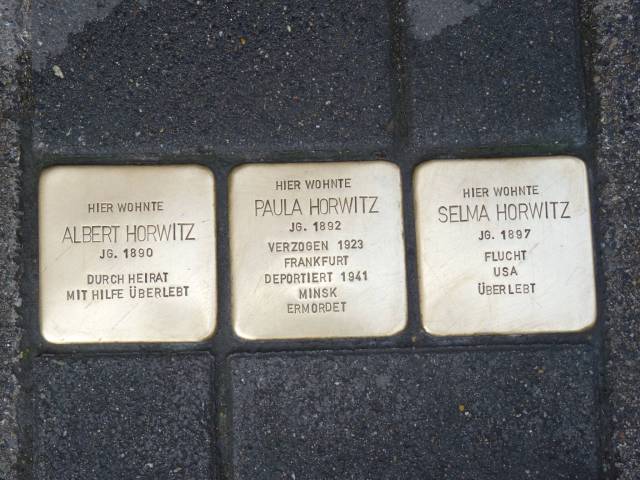 HIER WOHNTE
ALBERT HORWITZ
JG. 1890
DURCH HEIRAT
MIT HILFE ÜBERLEBT
HIER WOHNTE
PAULA HORWITZ
JG. 1892
VERZOGEN 1923
FRANKFURT
DEPORTIERT 1941
MINSK
ERMORDET
HIER WOHNTE
SELMA HORWITZ
JG. 1897
FLUCHT
USA
ÜBERLEBT